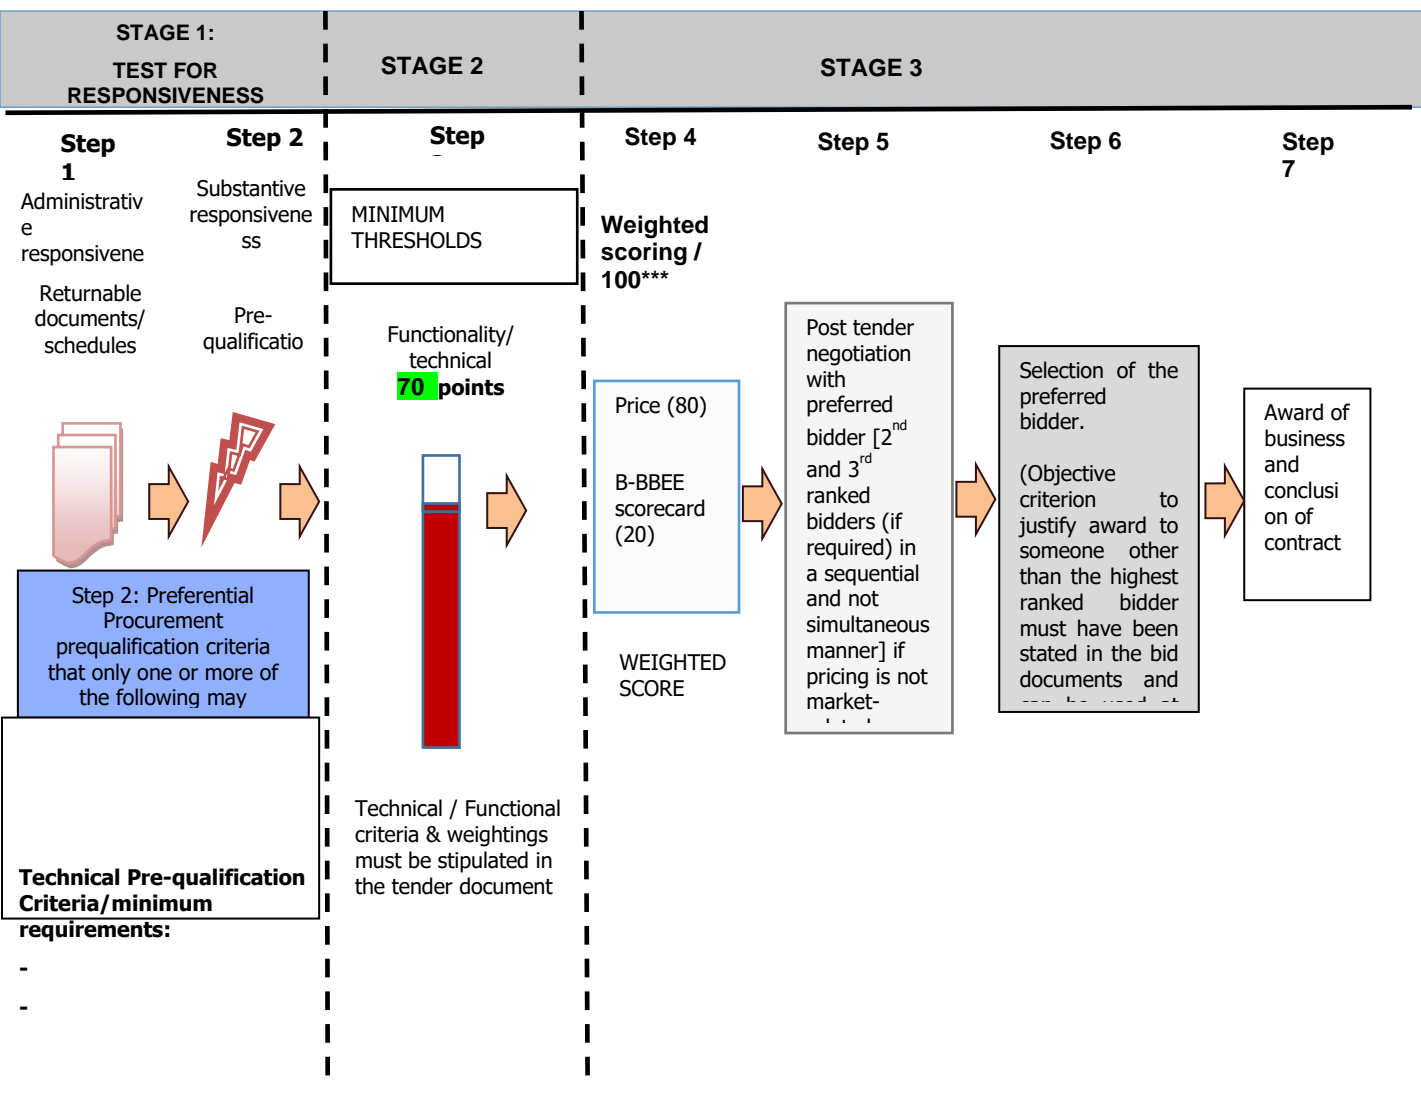 STAGE 1:
TEST FOR
RESPONSIVENESS
STAGE 2
STAGE 3
Step
1
Administrativ
e
responsivene
Returnable
documents/
schedules
Step 2
Substantive
responsivene
ss
Pre-
qualificatio
Step 2: Preferential
Procurement
prequalification criteria
that only one or more of
the following may
Technical Pre-qualification
Criteria/minimum
requirements:
-
-
Step
MINIMUM
THRESHOLDS
Functionality/
technical
70 points
Technical / Functional
criteria & weightings
must be stipulated in
the tender document
Step 4
Weighted
scoring /
100***
Price (80)
B-BBEE
scorecard
(20)
WEIGHTED
SCORE
Step 5
Post tender
negotiation
with
preferred
bidder [2nd
and 3rd
ranked
bidders (if
required) in
a sequential
and not
simultaneous
manner] if
pricing is not
market-
Step 6
Selection of the
preferred
bidder.
(Objective
criterion to
justify award to
someone other
than the highest
ranked bidder
must have been
stated in the bid
documents and
can be used at
Step
7
Award of
business
and
conclusi
on of
contract